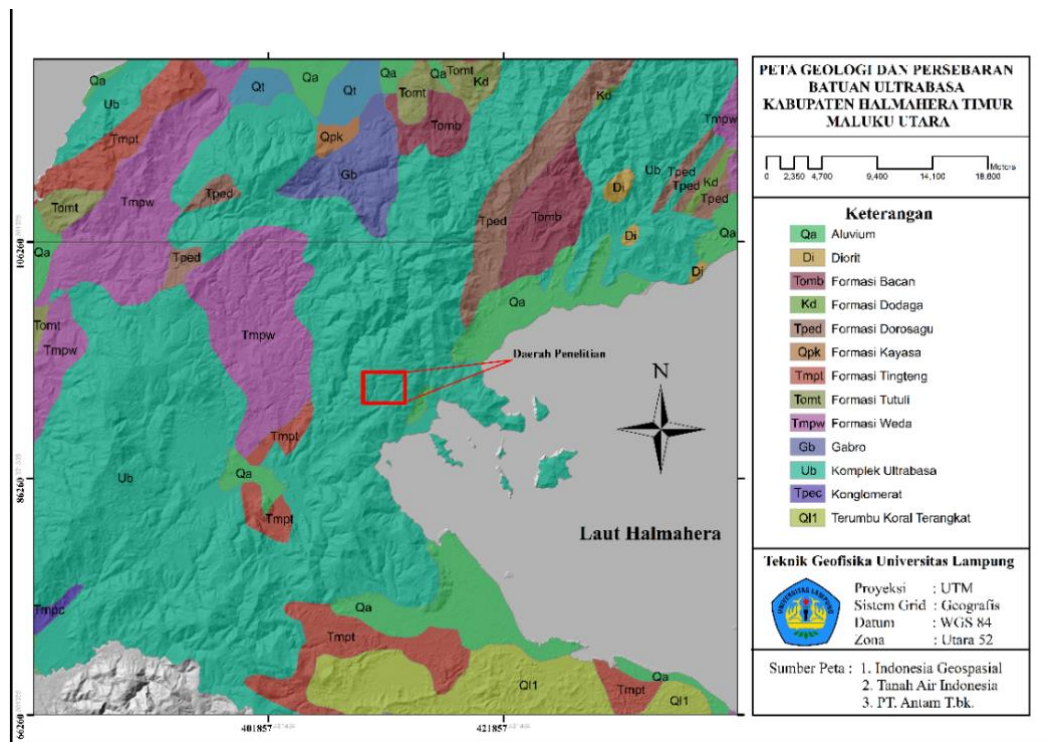 Qa
Ub
Tmpt
Tomt
Qa
Tomt
Tmpw
Tmpw
Qt
Qa
Qt
Qpk
Gb
Tped
Tped
Tmpw
Qa
Qa
Tomt
Tomt
Kd
Tomb
Kd
Tped
Tomb
Di
Di
Di
Ub
Tped
Tped
Kd
Tped
Tmpw
Qa
Qa
Daerah Penelitian
N
Tmpt
Qa
Tmpt
Ub
Laut Halmahera
Tmpc
Qa
Tmpt
Ql1
Tmpt
Qa
Ql1
106260
86260
66260
401857
421857
PETA GEOLOGI DAN PERSEBARAN
BATUAN ULTRABASA
KABUPATEN HALMAHERA TIMUR
MALUKU UTARA
Meters
0 2,350 4,700 9,400 14,100 18,800
Keterangan
Qa Aluvium
Di Diorit
Tomb Formasi Bacan
Kd Formasi Dodaga
Tped Formasi Dorosagu
Qpk Formasi Kayasa
Tmpt Formasi Tingteng
Tomt Formasi Tutuli
Tmpw Formasi Weda
Gb Gabro
Ub Komplek Ultrabasa
Tpec Konglomerat
Ql1 Terumbu Koral Terangkat
Teknik Geofisika Universitas Lampung
UNIVERSITAS LAMPUNG
Proyeksi : UTM
Sistem Grid : Geografis
Datum : WGS 84
Zona : Utara 52
Sumber Peta : 1. Indonesia Geospasial
2. Tanah Air Indonesia
3. PT. Antam T.bk.